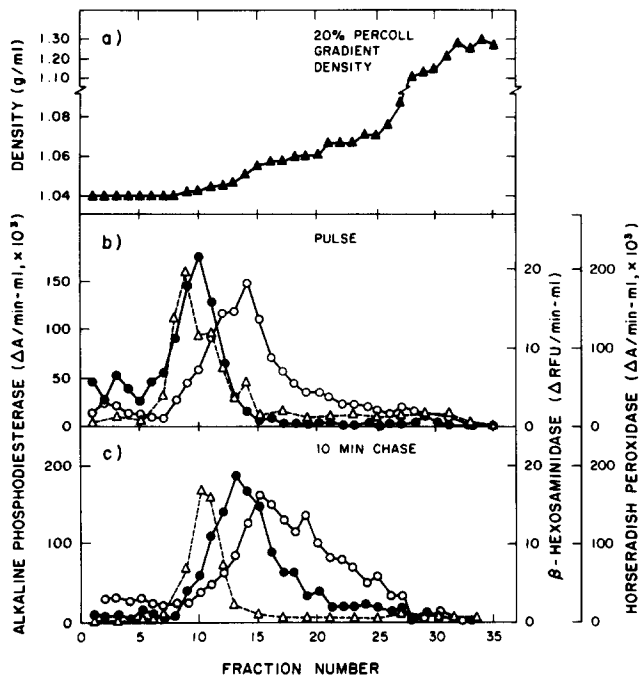 a)
20% PERCOLL
GRADIENT
DENSITY
DENSITY (g/ml)
1.30
1.20
1.10
1.08
1.06
1.04
b)
PULSE
150
100
50
0
20
10
0
200
100
0
c)
10 MIN CHASE
200
100
0
20
10
0
200
100
0
ALKALINE PHOSPHODIESTERASE (ΔA/min-ml, × 10³)
β-HEXOSAMINIDASE (ΔRFU/min-ml)
HORSERADISH PEROXIDASE (ΔA/min-ml, × 10³)
0 5 10 15 20 25 30 35
FRACTION NUMBER